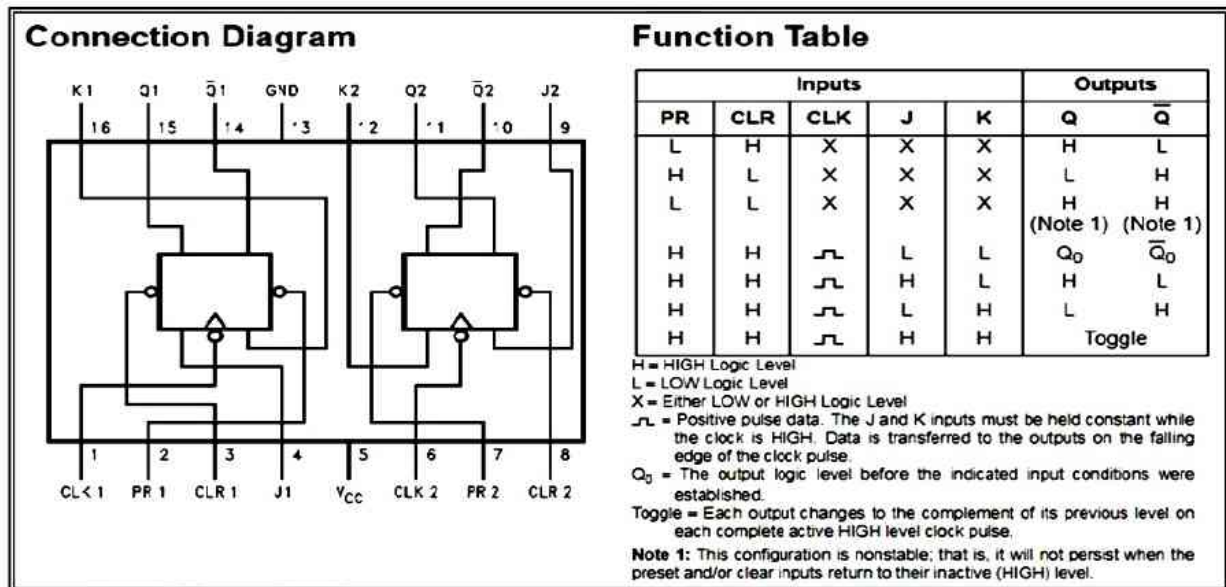 Connection Diagram
K1 Q1 Q̅1 GND K2 Q2 Q̅2 J2
16 15 14 13 12 11 10 9
1 2 3 4 5 6 7 8
CLK 1 PR 1 CLR 1 J1 VCC CLK 2 PR 2 CLR 2
Function Table
Inputs Outputs
PR CLR CLK J K Q Q̅
L H X X X H L
H L X X X L H
L L X X X H H
(Note 1) (Note 1)
H H ⎍ L L Q0 Q̅0
H H ⎍ H L H L
H H ⎍ L H L H
H H ⎍ H H Toggle
H = HIGH Logic Level
L = LOW Logic Level
X = Either LOW or HIGH Logic Level
⎍ = Positive pulse data. The J and K inputs must be held constant while
the clock is HIGH. Data is transferred to the outputs on the falling
edge of the clock pulse.
Q0 = The output logic level before the indicated input conditions were
established.
Toggle = Each output changes to the complement of its previous level on
each complete active HIGH level clock pulse.
Note 1: This configuration is nonstable; that is, it will not persist when the
preset and/or clear inputs return to their inactive (HIGH) level.